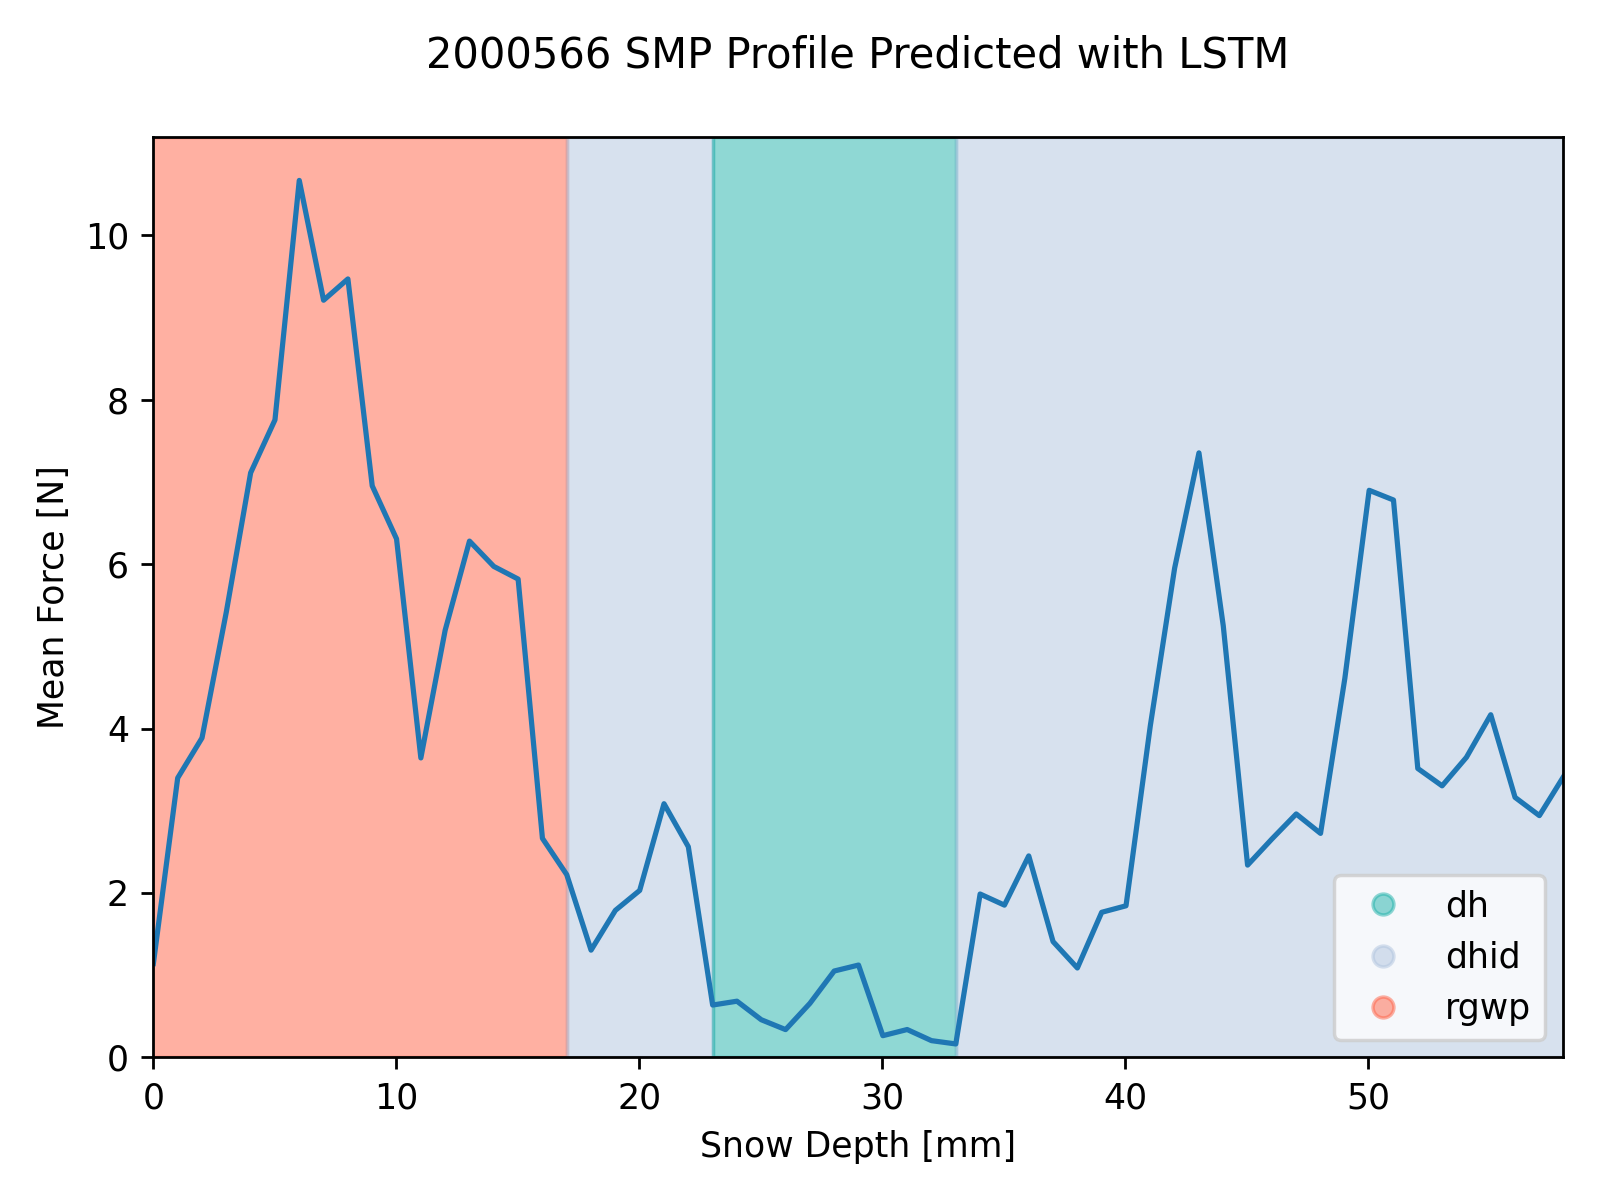 2000566 SMP Profile Predicted with LSTM
Mean Force [N]
10
8
6
4
2
0
0 10 20 30 40 50
Snow Depth [mm]
dh
dhid
rgwp